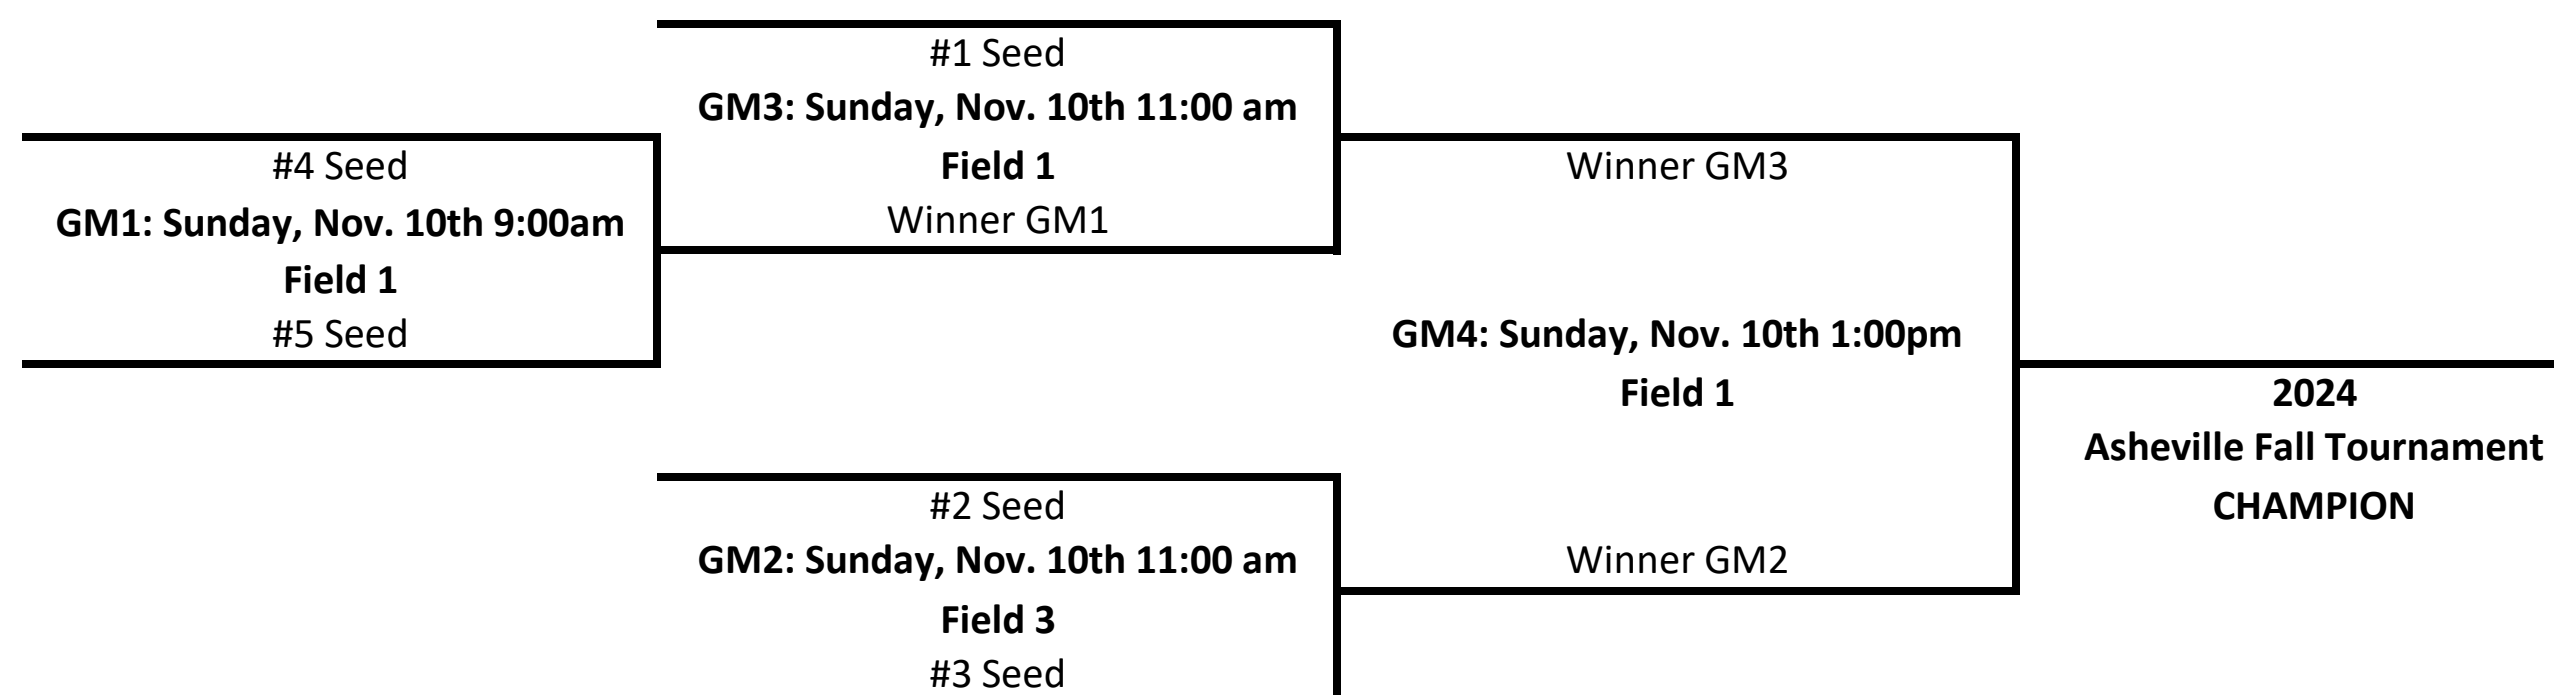 #1 Seed
GM3: Sunday, Nov. 10th 11:00 am
Field 1
Winner GM1
#4 Seed
GM1: Sunday, Nov. 10th 9:00am
Field 1
#5 Seed
Winner GM3
GM4: Sunday, Nov. 10th 1:00pm
Field 1
Winner GM2
#2 Seed
GM2: Sunday, Nov. 10th 11:00 am
Field 3
#3 Seed
2024
Asheville Fall Tournament
CHAMPION